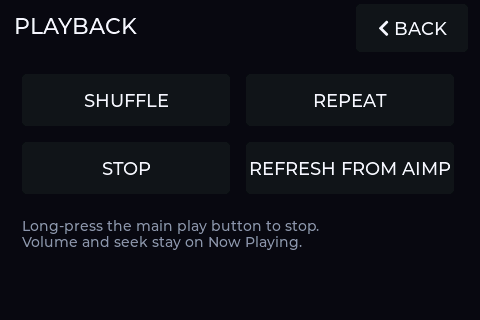 PLAYBACK
BACK
SHUFFLE
REPEAT
STOP
REFRESH FROM AIMP
Long-press the main play button to stop.
Volume and seek stay on Now Playing.